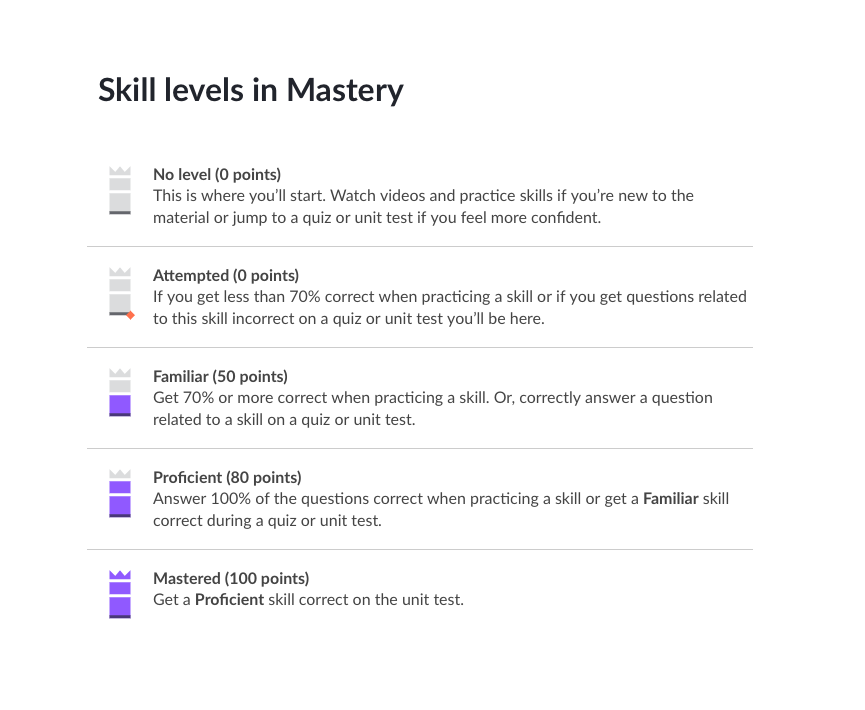 Skill levels in Mastery
No level (0 points)
This is where you’ll start. Watch videos and practice skills if you’re new to the
material or jump to a quiz or unit test if you feel more confident.
Attempted (0 points)
If you get less than 70% correct when practicing a skill or if you get questions related
to this skill incorrect on a quiz or unit test you’ll be here.
Familiar (50 points)
Get 70% or more correct when practicing a skill. Or, correctly answer a question
related to a skill on a quiz or unit test.
Proficient (80 points)
Answer 100% of the questions correct when practicing a skill or get a Familiar skill
correct during a quiz or unit test.
Mastered (100 points)
Get a Proficient skill correct on the unit test.